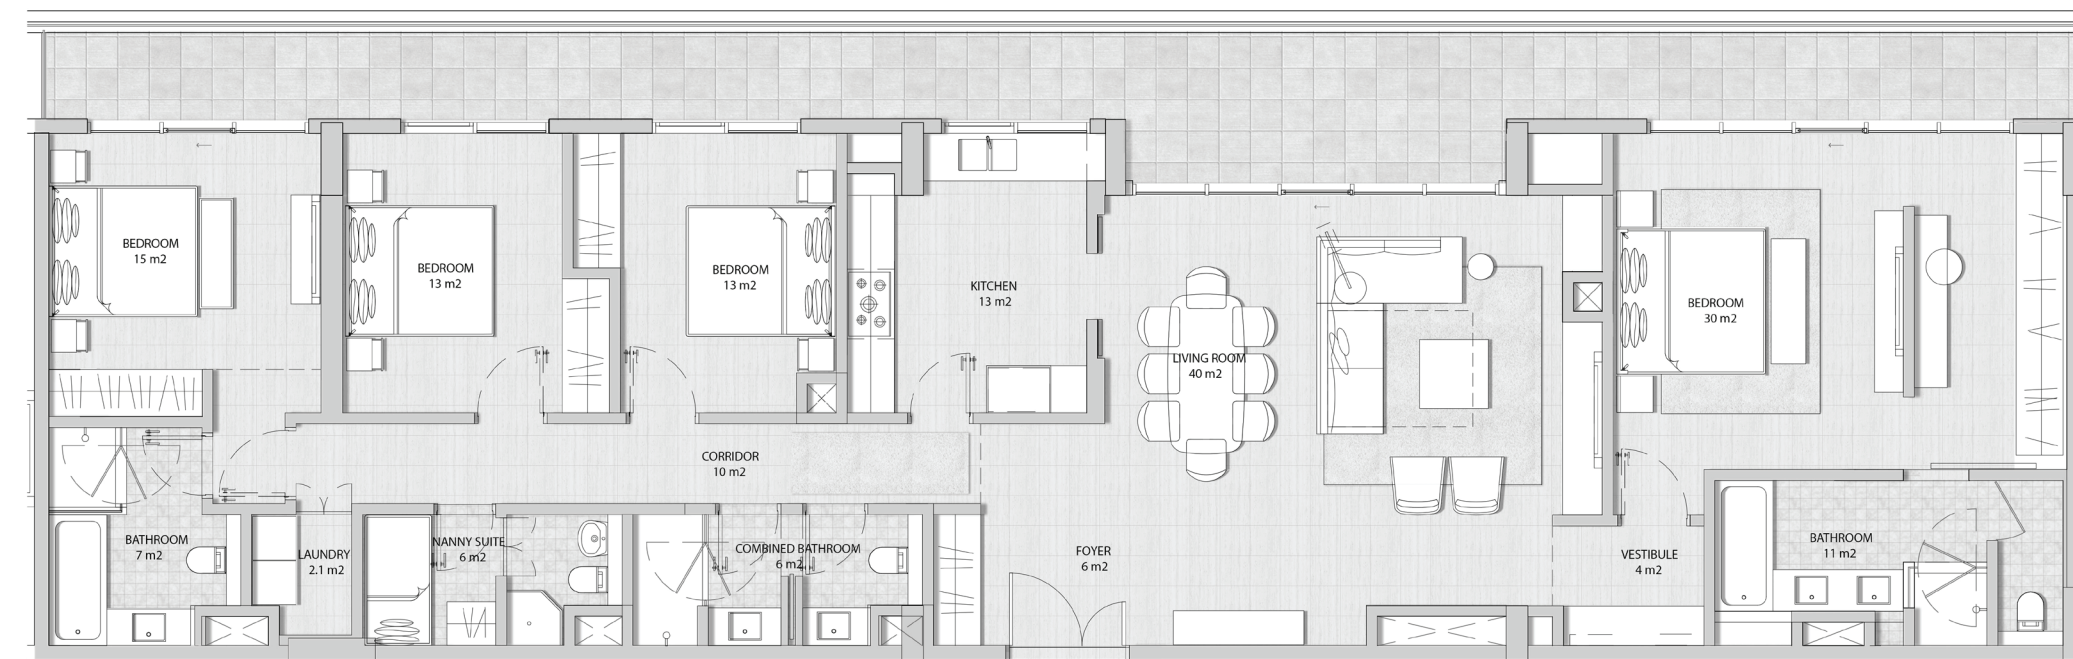 BEDROOM
15 m2
BEDROOM
13 m2
BEDROOM
13 m2
KITCHEN
13 m2
LIVING ROOM
40 m2
BEDROOM
30 m2
CORRIDOR
10 m2
BATHROOM
7 m2
LAUNDRY
2.1 m2
NANNY SUITE
6 m2
COMBINED BATHROOM
6 m2
FOYER
6 m2
VESTIBULE
4 m2
BATHROOM
11 m2